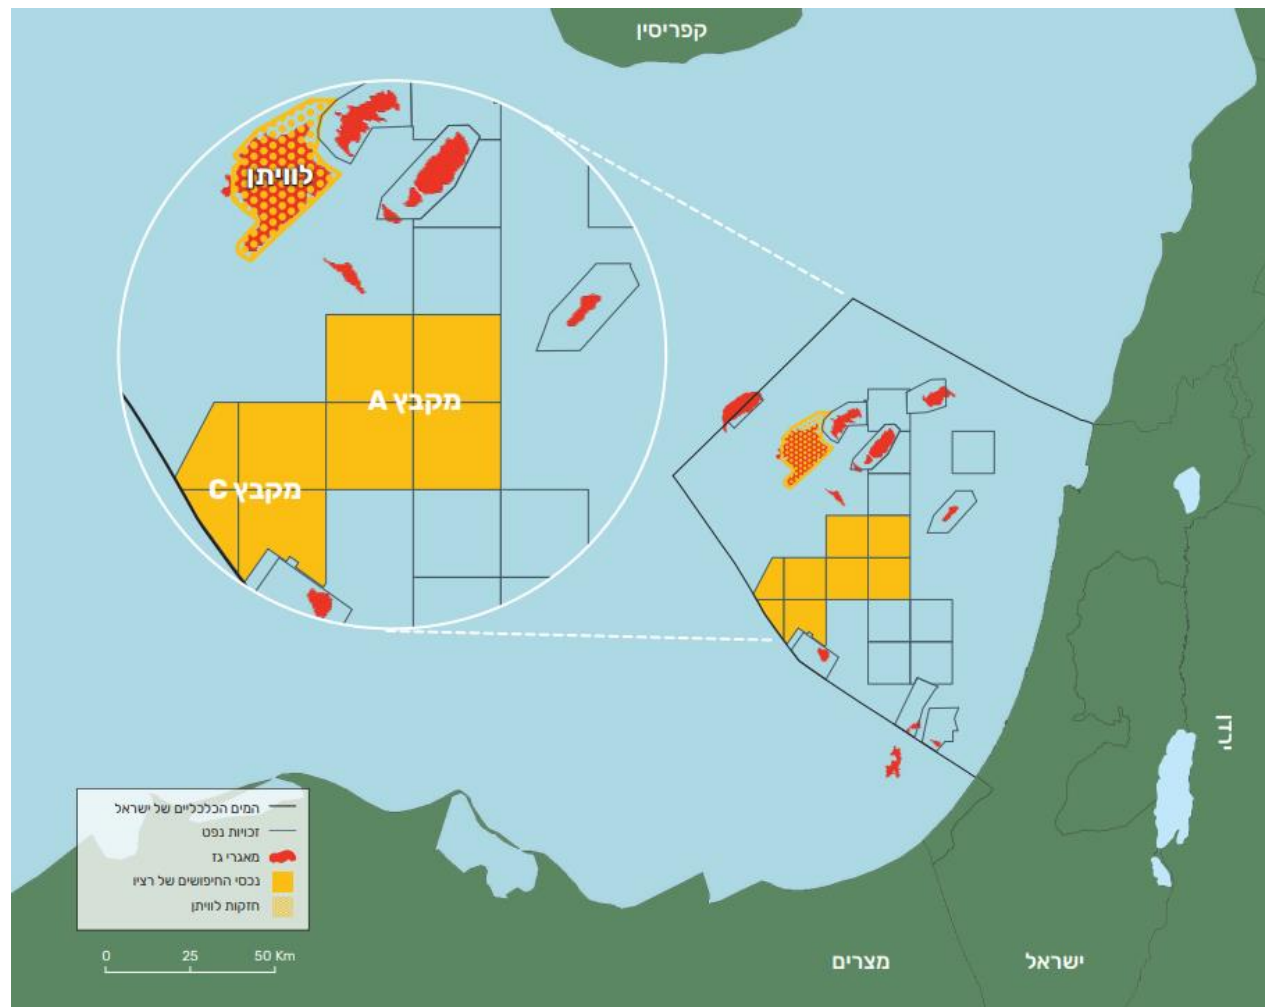 קפריסין
לוויתן
מקבץ A
מקבץ C
ירדן
המים הכלכליים של ישראל
זכויות נפט
מאגרי גז
נכסי החיפושים של רציו
חזקות לוויתן
0 25 50 Km
מצרים
ישראל